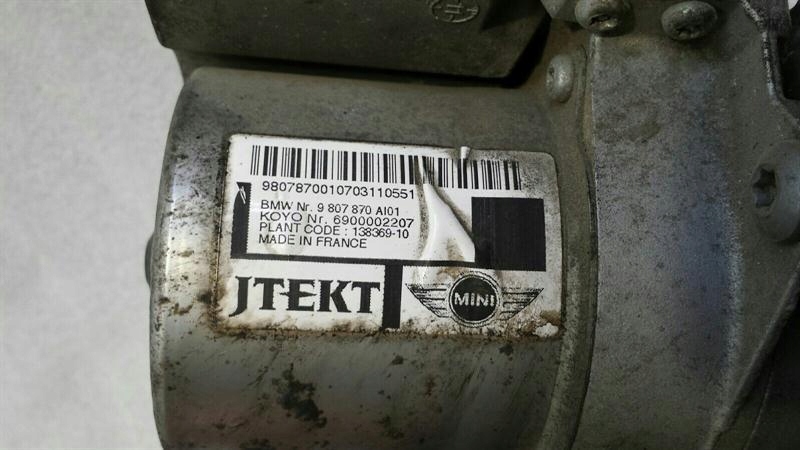 9807870010703110551
BMW Nr. 9 807 870 AI01
KOYO Nr. 6900002207
PLANT CODE : 138369-10
MADE IN FRANCE
JTEKT
MINI